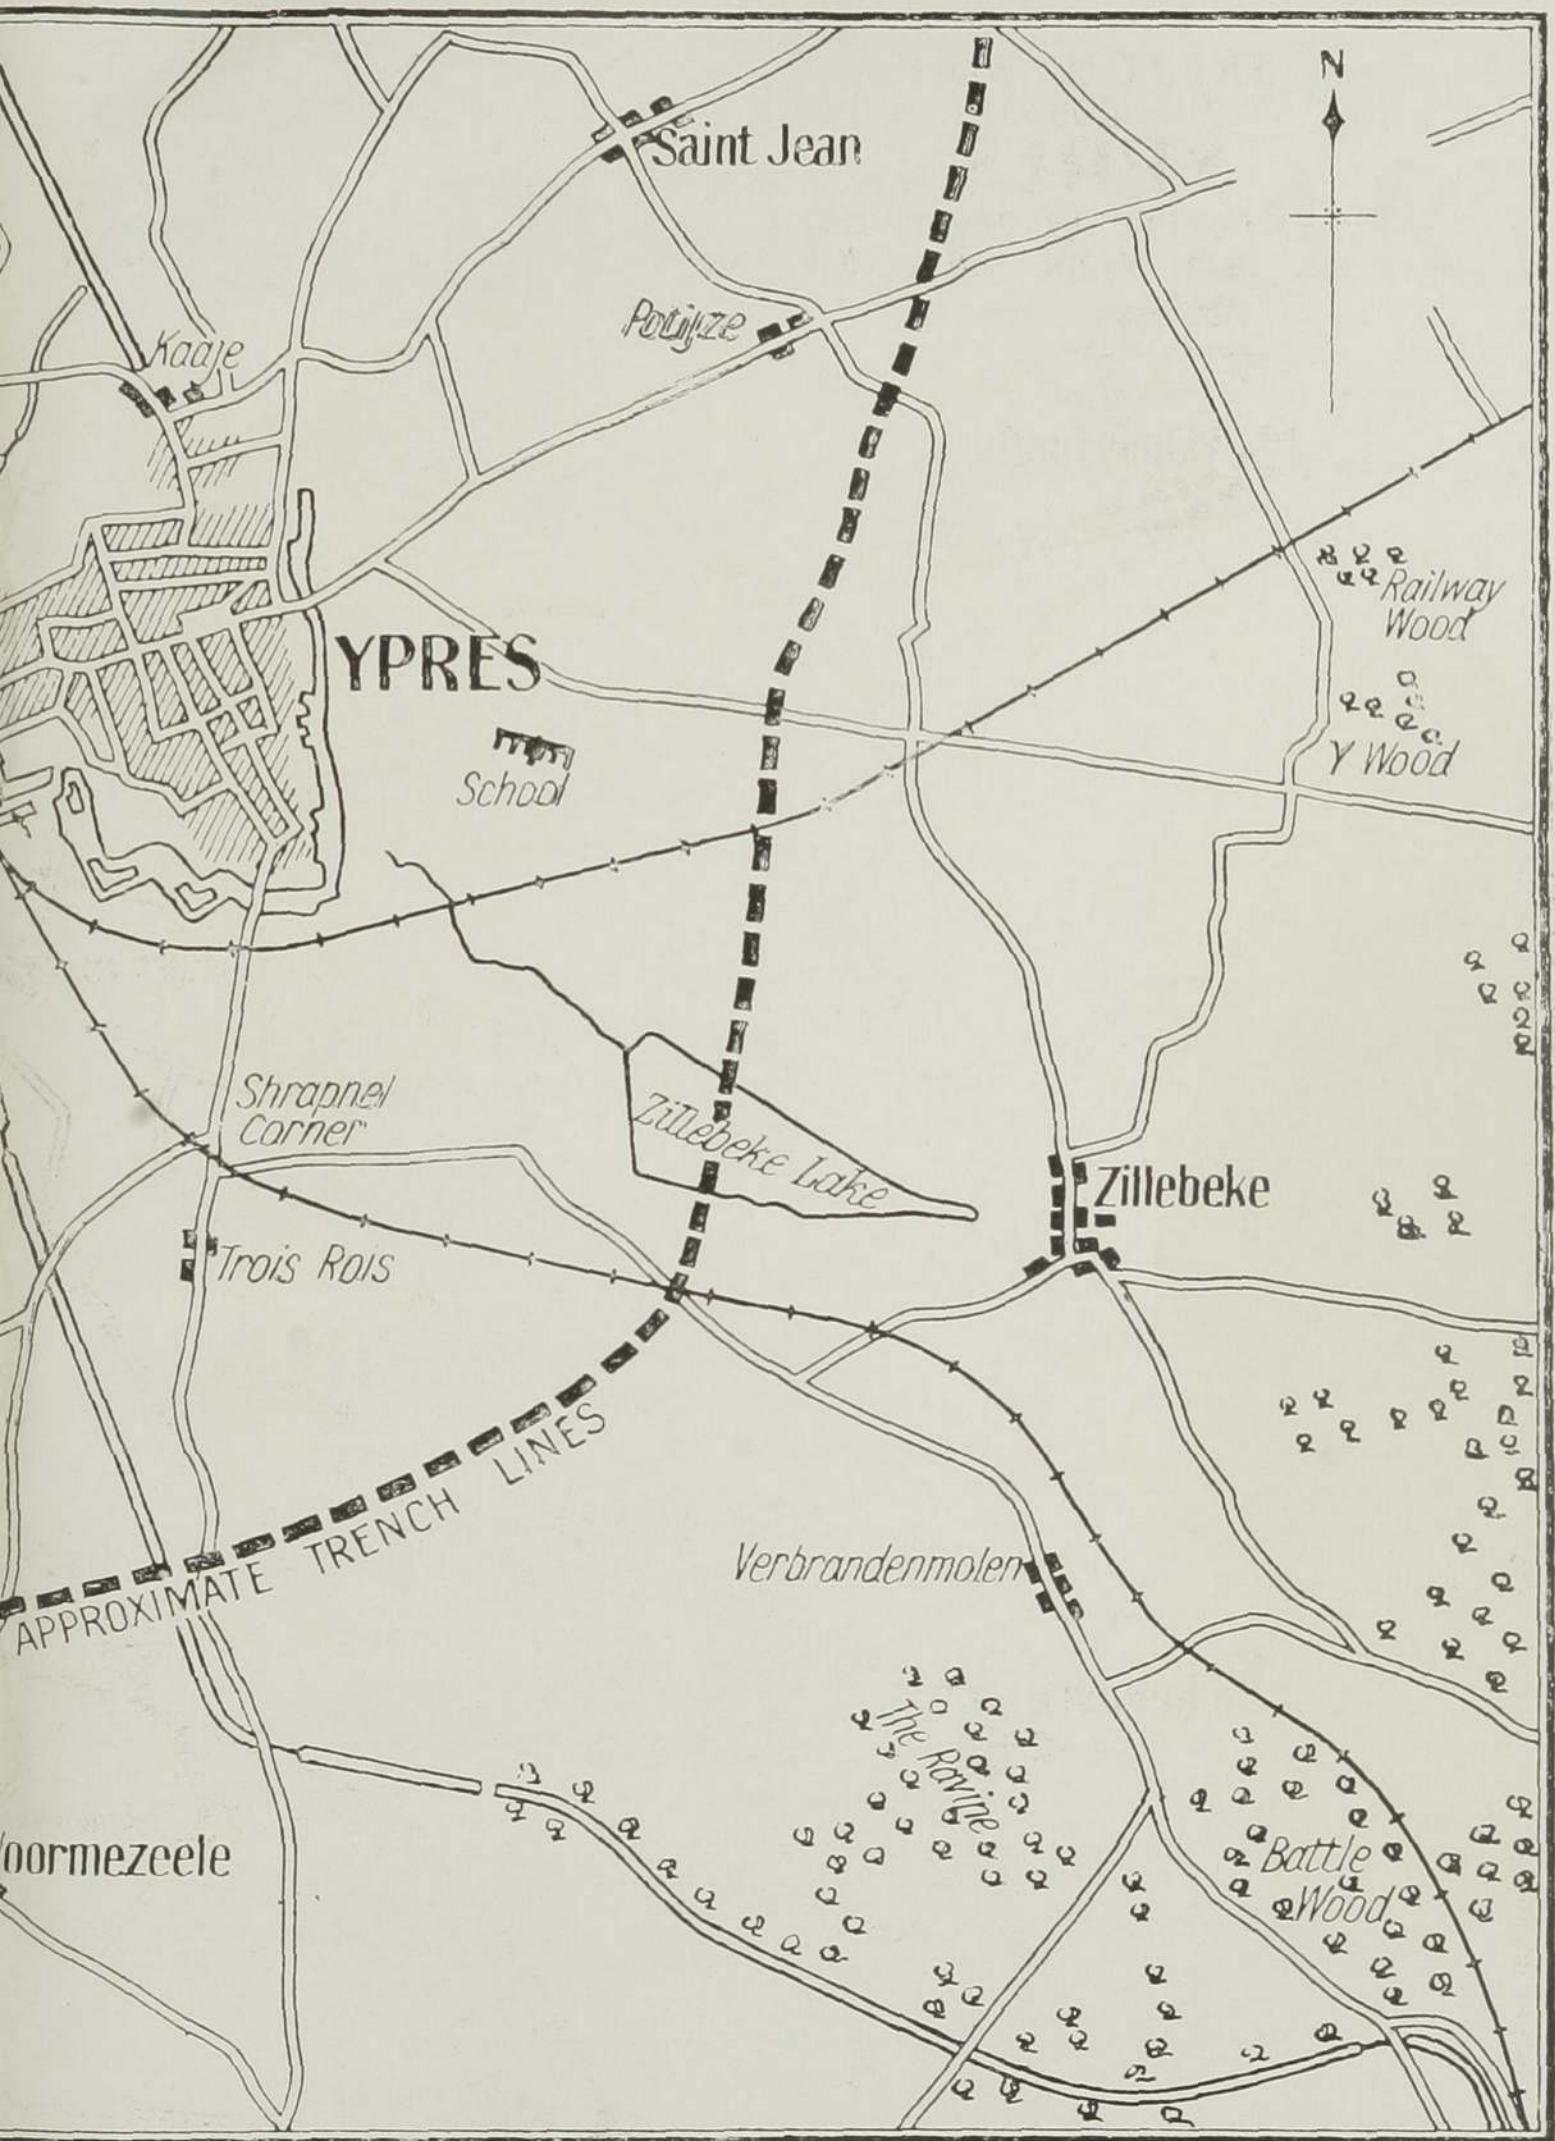 N
Saint Jean
Potijze
Kaaje
Railway
Wood
YPRES
Y Wood
School
Shrapnel
Corner
Zillebeke Lake
Zillebeke
Trois Rois
APPROXIMATE TRENCH LINES
Verbrandenmolen
The Ravine
Battle
Wood
oormezeele